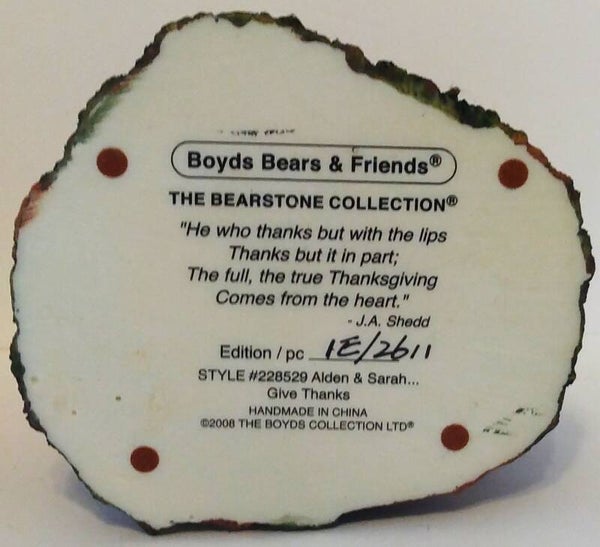 Boyds Bears & Friends®
THE BEARSTONE COLLECTION®
"He who thanks but with the lips
Thanks but it in part;
The full, the true Thanksgiving
Comes from the heart."
- J.A. Shedd
Edition / pc 1E/2611
STYLE #228529 Alden & Sarah...
Give Thanks
HANDMADE IN CHINA
©2008 THE BOYDS COLLECTION LTD®